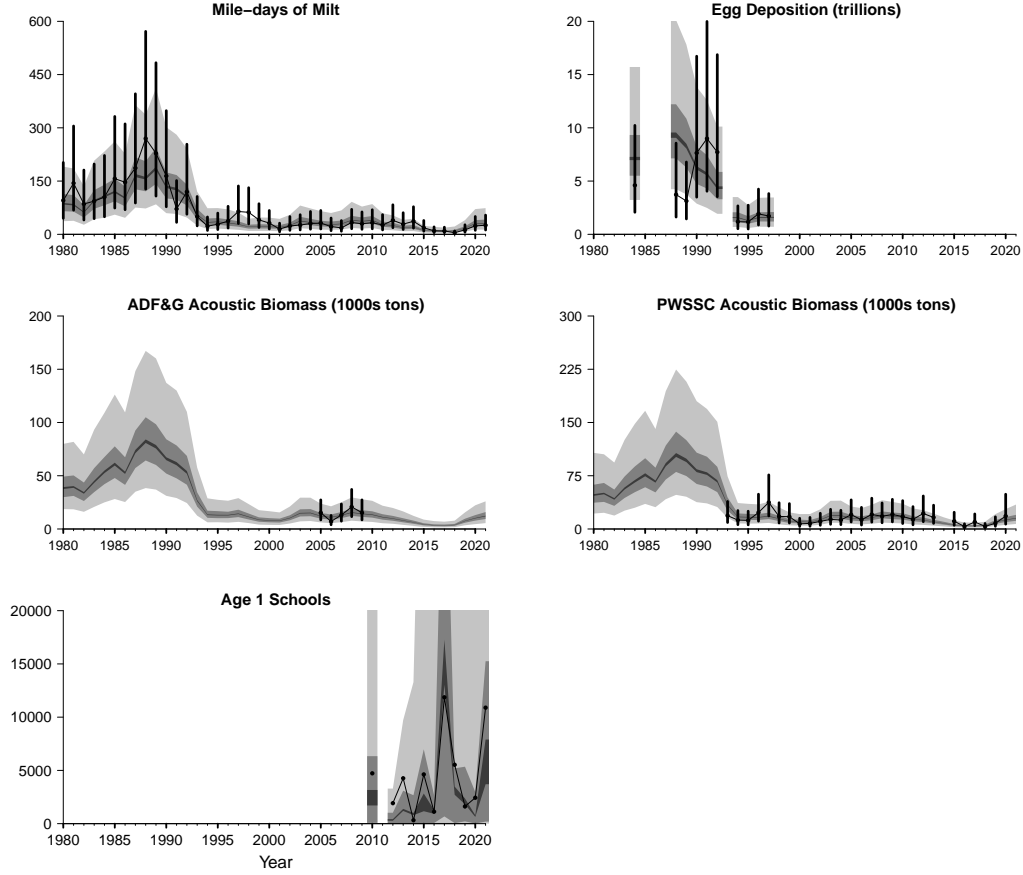 Mile−days of Milt
600
450
300
150
0
1980 1985 1990 1995 2000 2005 2010 2015 2020
Egg Deposition (trillions)
20
15
10
5
0
1980 1985 1990 1995 2000 2005 2010 2015 2020
ADF&G Acoustic Biomass (1000s tons)
200
150
100
50
0
1980 1985 1990 1995 2000 2005 2010 2015 2020
PWSSC Acoustic Biomass (1000s tons)
300
225
150
75
0
1980 1985 1990 1995 2000 2005 2010 2015 2020
Age 1 Schools
20000
15000
10000
5000
0
1980 1985 1990 1995 2000 2005 2010 2015 2020
Year